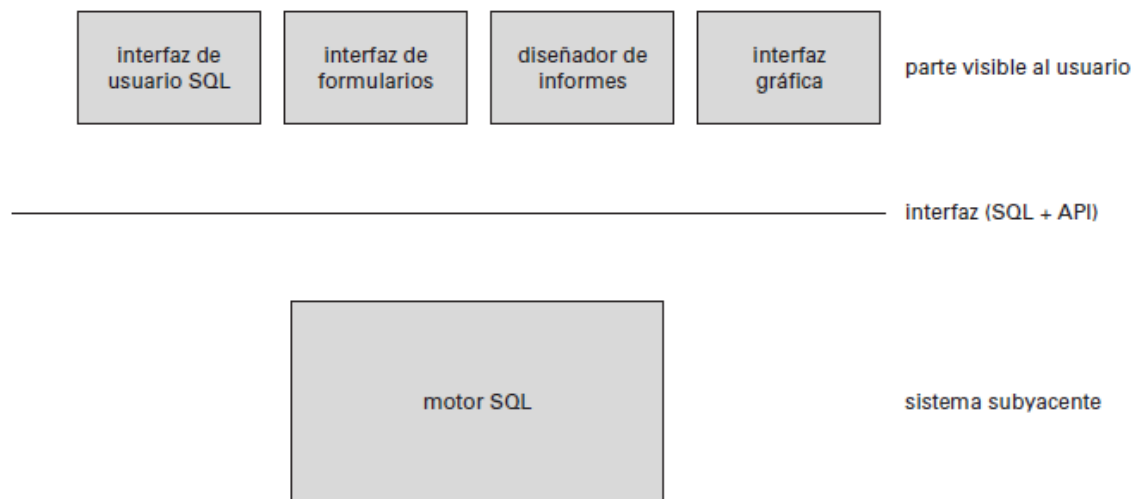 interfaz de
usuario SQL
interfaz de
formularios
diseñador de
informes
interfaz
gráfica
parte visible al usuario
interfaz (SQL + API)
motor SQL
sistema subyacente